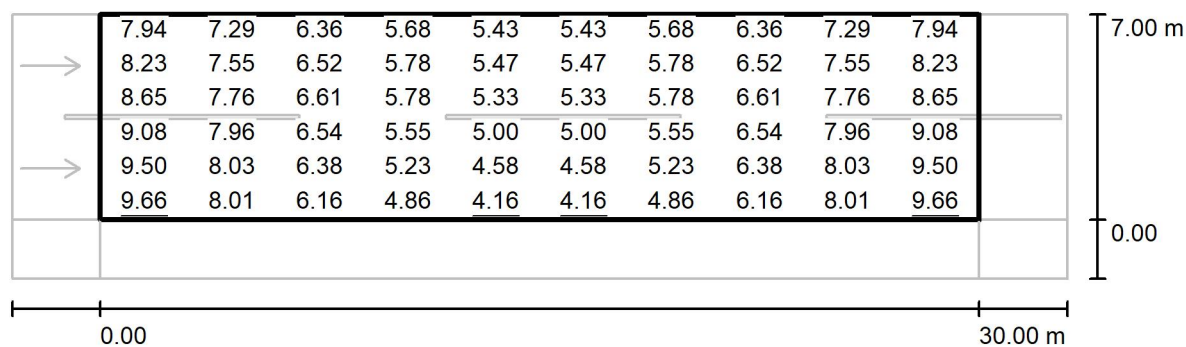 7.94 7.29 6.36 5.68 5.43 5.43 5.68 6.36 7.29 7.94 7.00 m
8.23 7.55 6.52 5.78 5.47 5.47 5.78 6.52 7.55 8.23
8.65 7.76 6.61 5.78 5.33 5.33 5.78 6.61 7.76 8.65
9.08 7.96 6.54 5.55 5.00 5.00 5.55 6.54 7.96 9.08
9.50 8.03 6.38 5.23 4.58 4.58 5.23 6.38 8.03 9.50
9.66 8.01 6.16 4.86 4.16 4.16 4.86 6.16 8.01 9.66
0.00
0.00 30.00 m